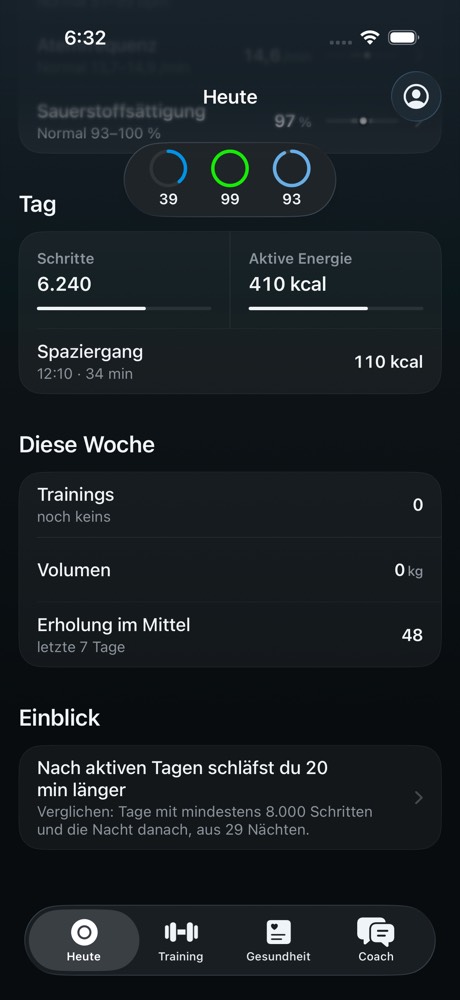 6:32
Heute
Sauerstoffsättigung
97 %
Normal 93–100 %
39
99
93
Tag
Schritte
6.240
Aktive Energie
410 kcal
Spaziergang
12:10 · 34 min
110 kcal
Diese Woche
Trainings
noch keins
0
Volumen
0 kg
Erholung im Mittel
letzte 7 Tage
48
Einblick
Nach aktiven Tagen schläfst du 20
min länger
Verglichen: Tage mit mindestens 8.000 Schritten
und die Nacht danach, aus 29 Nächten.
Heute
Training
Gesundheit
Coach